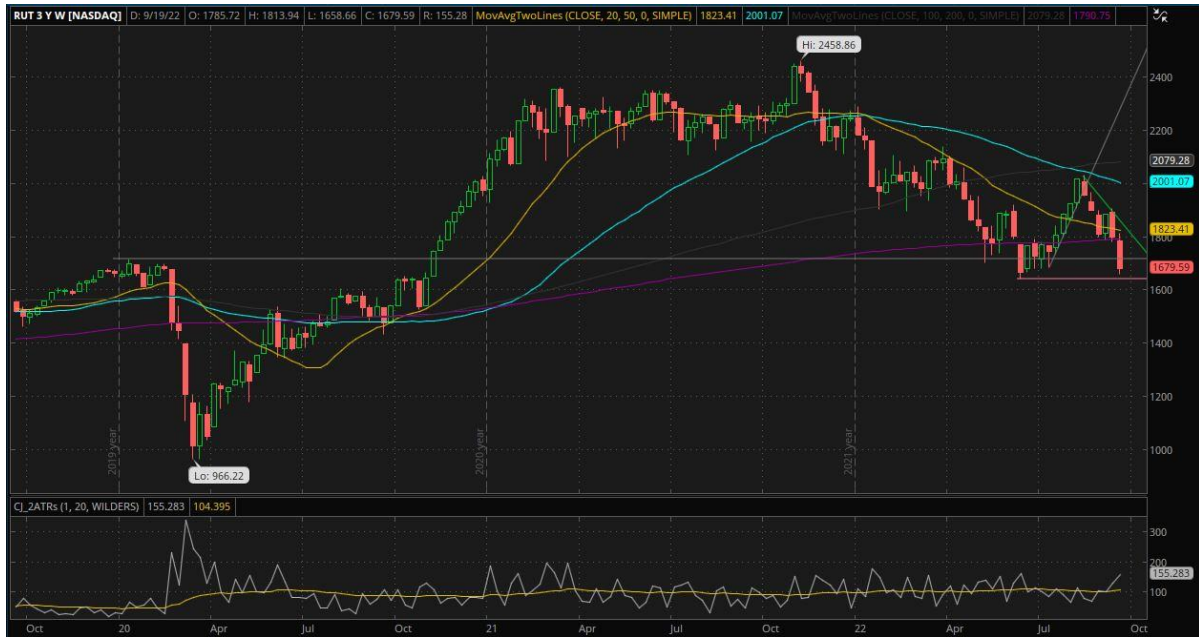 RUT 3 Y W [NASDAQ] D: 9/19/22 O: 1785.72 H: 1813.94 L: 1658.66 C: 1679.59 R: 155.28 MovAvgTwoLines (CLOSE, 20, 50, 0, SIMPLE) 1823.41 2001.07 MovAvgTwoLines (CLOSE, 100, 200, 0, SIMPLE) 2079.28 1790.75
Hi: 2458.86
2400
2200
2079.28
2001.07
1823.41
1800
1679.59
1600
1400
1200
1000
2019 year
2020 year
2021 year
Lo: 966.22
CJ_2ATRs (1, 20, WILDERS) 155.283 104.395
300
200
155.283
100
Oct 20 Apr Jul Oct 21 Apr Jul Oct 22 Apr Jul Oct